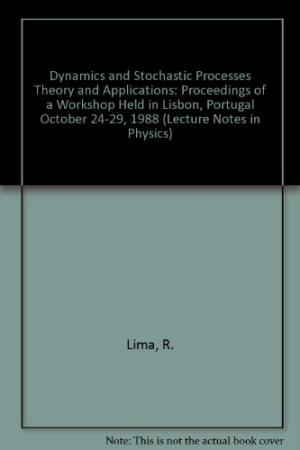 Dynamics and Stochastic Processes
Theory and Applications: Proceedings of
a Workshop Held in Lisbon, Portugal
October 24-29, 1988 (Lecture Notes in
Physics)
Lima, R.
Note: This is not the actual book cover